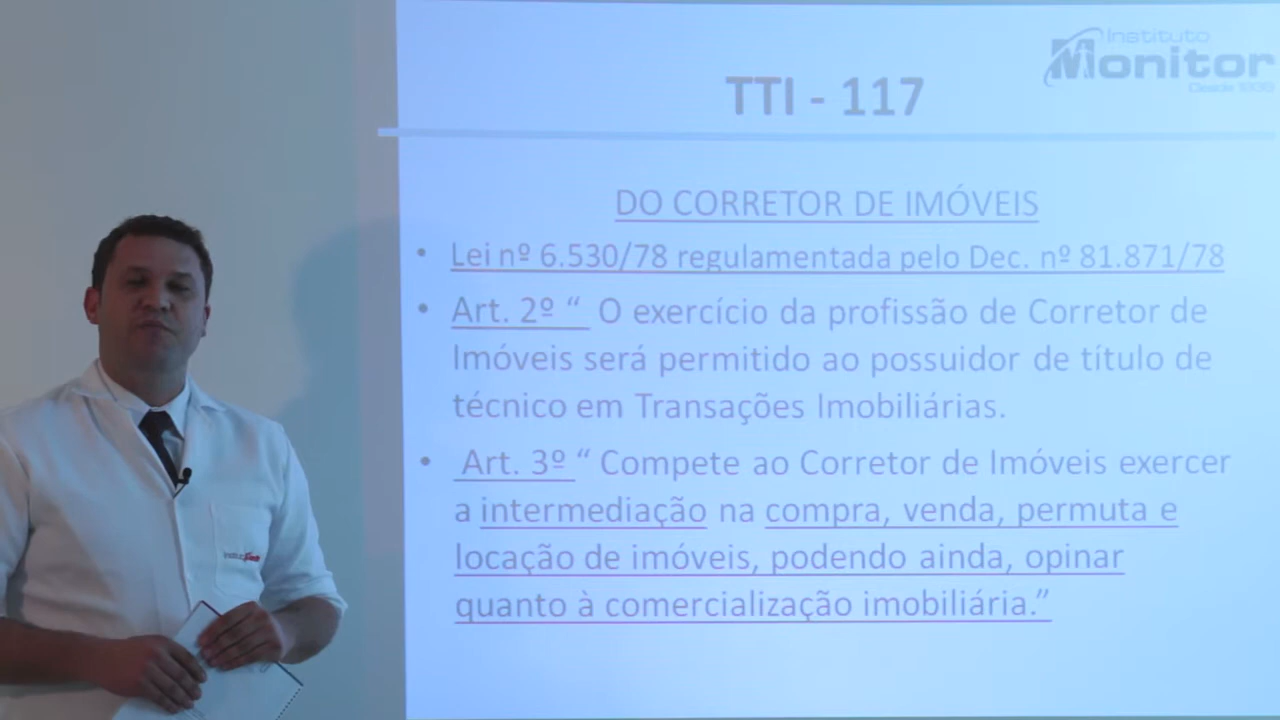 Instituto
Monitor
Desde 1939
TTI - 117
DO CORRETOR DE IMÓVEIS
• Lei nº 6.530/78 regulamentada pelo Dec. nº 81.871/78
• Art. 2º “ O exercício da profissão de Corretor de
Imóveis será permitido ao possuidor de título de
técnico em Transações Imobiliárias.
• Art. 3º “ Compete ao Corretor de Imóveis exercer
a intermediação na compra, venda, permuta e
locação de imóveis, podendo ainda, opinar
quanto à comercialização imobiliária.”